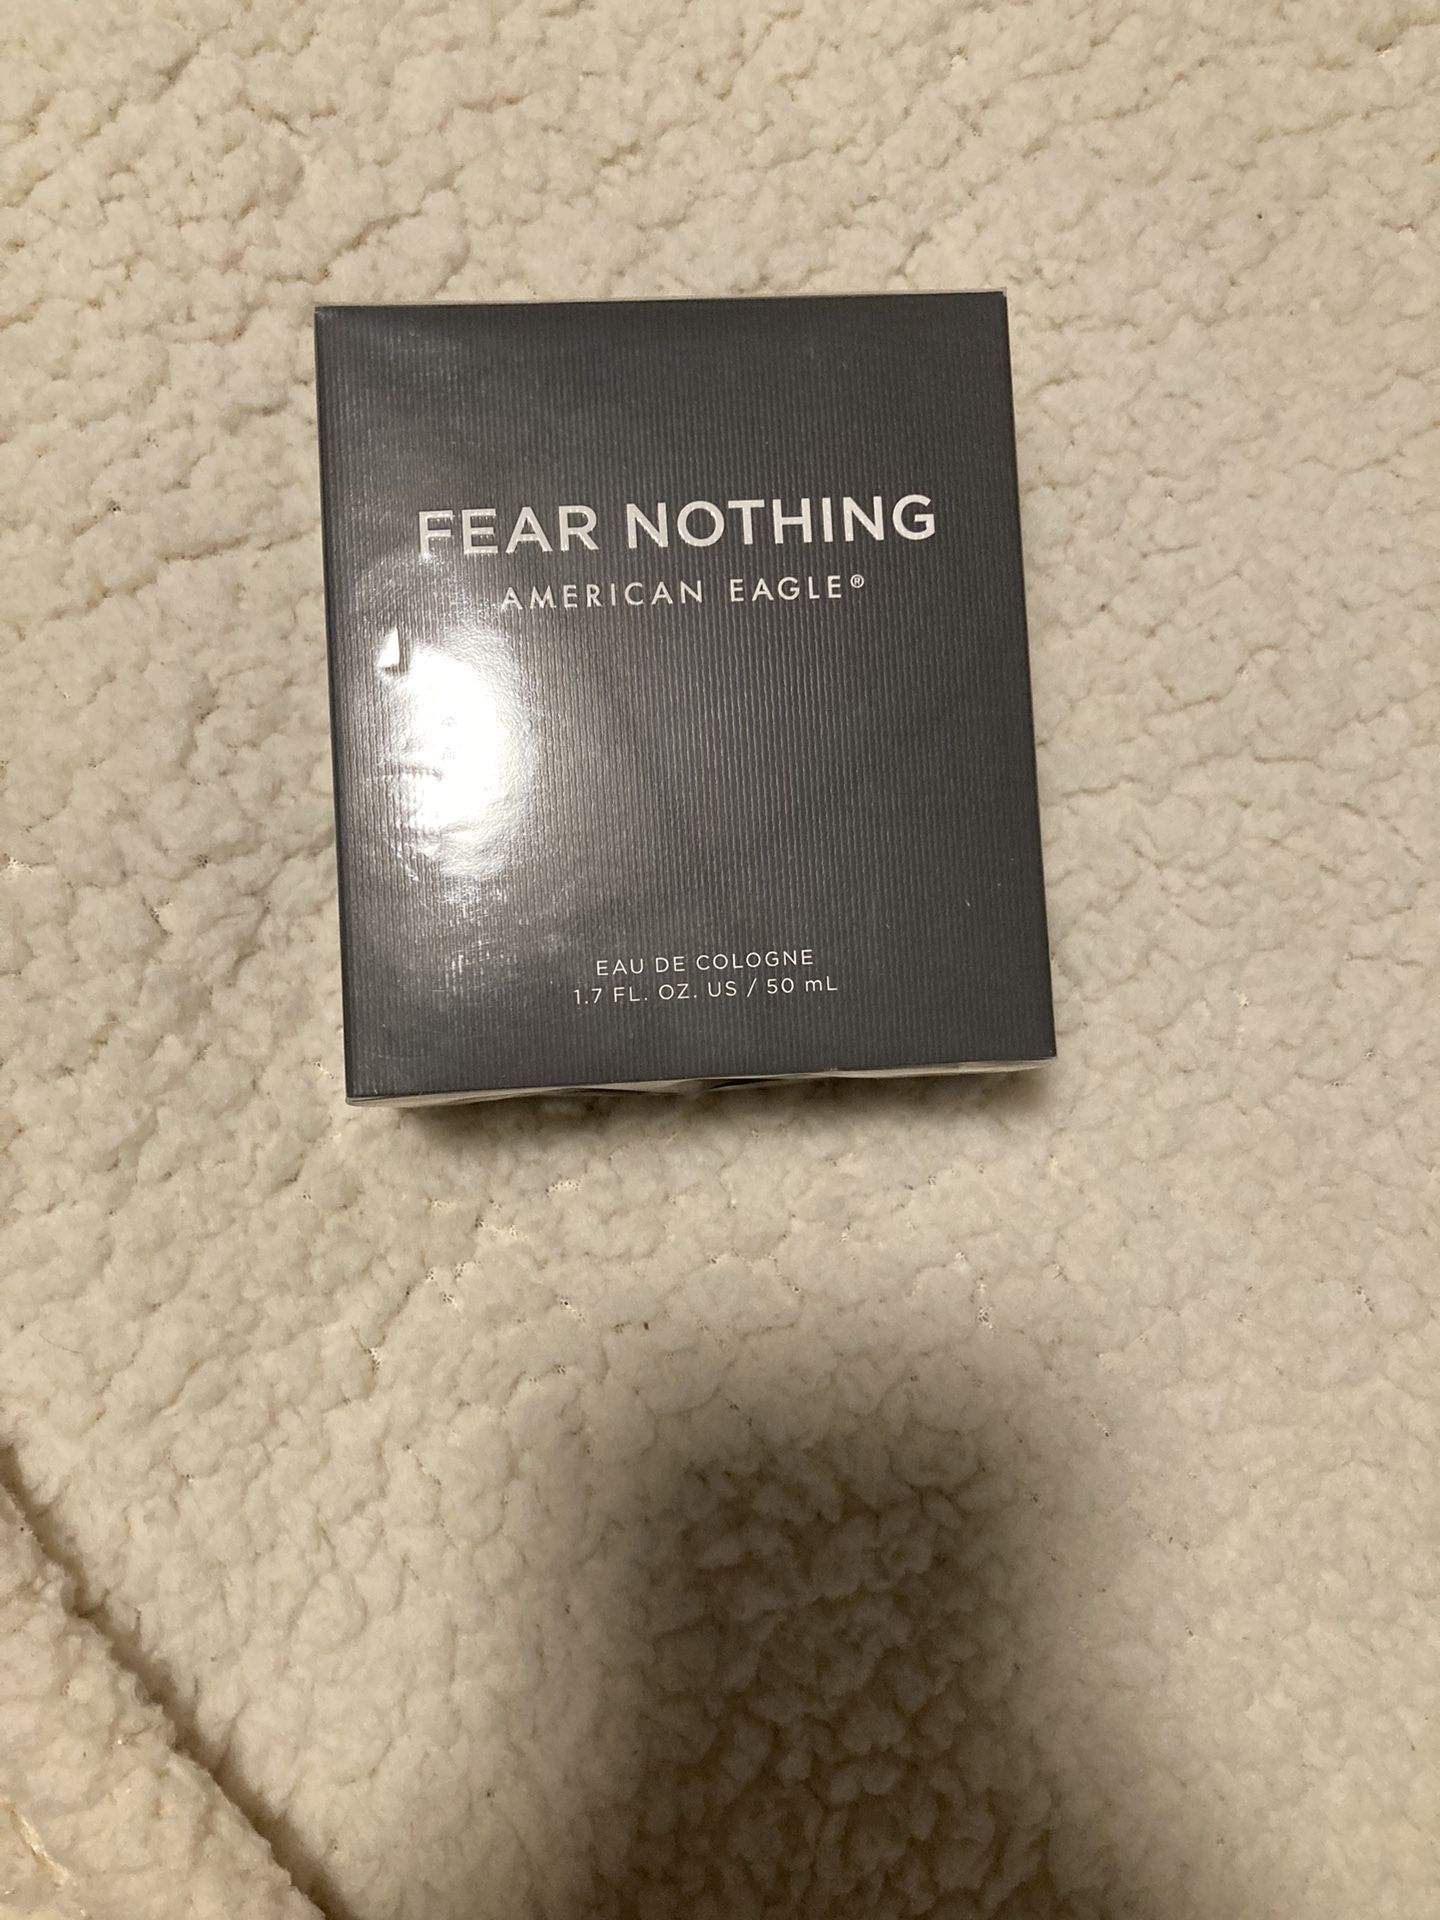 FEAR NOTHING
AMERICAN EAGLE®
EAU DE COLOGNE
1.7 FL. OZ. US / 50 mL